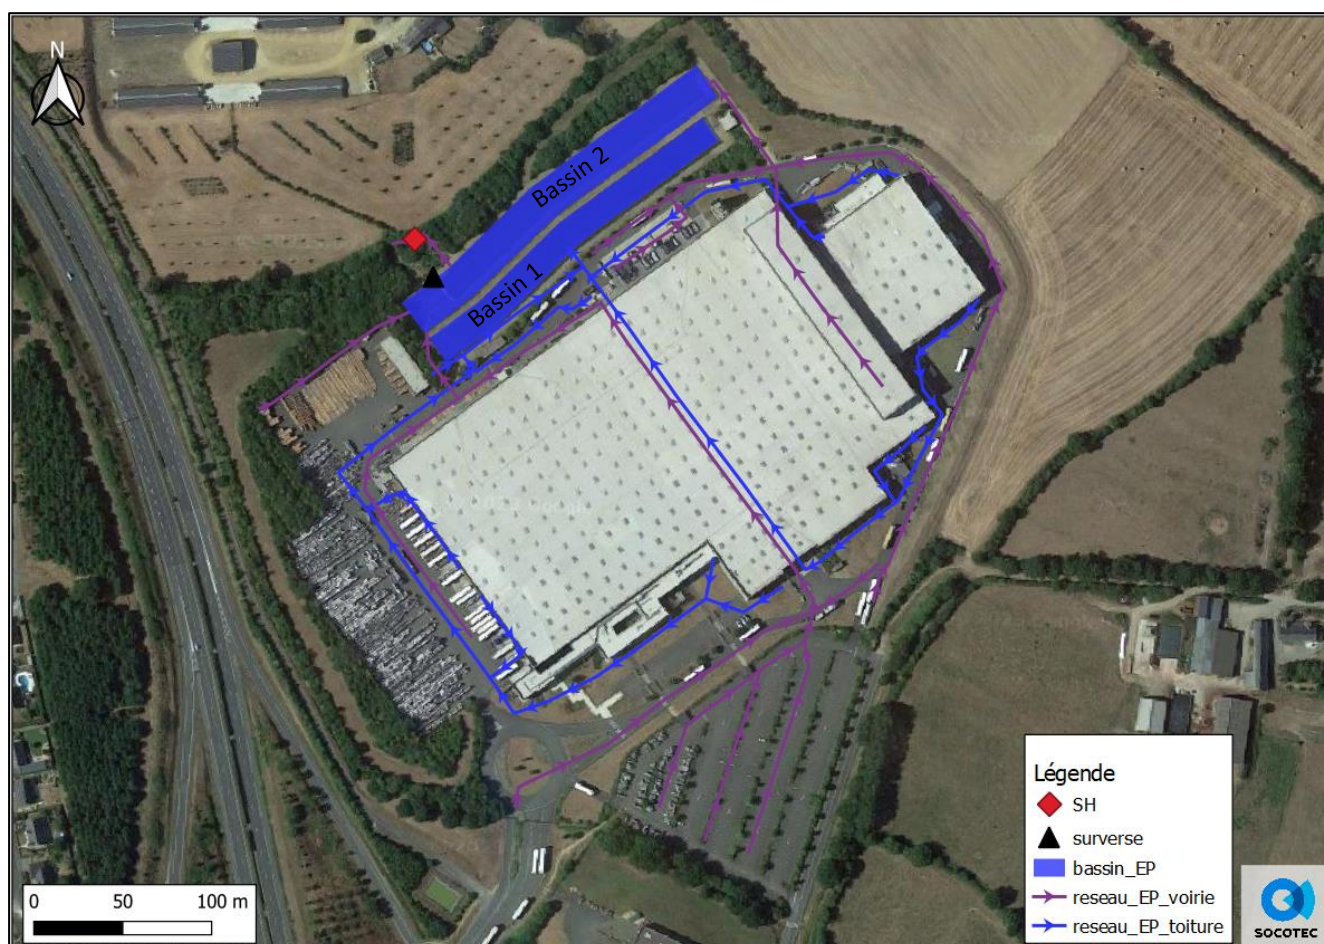 N
Bassin 2
Bassin 1
Légende
SH
surverse
bassin_EP
reseau_EP_voirie
reseau_EP_toiture
0 50 100 m
SOCOTEC